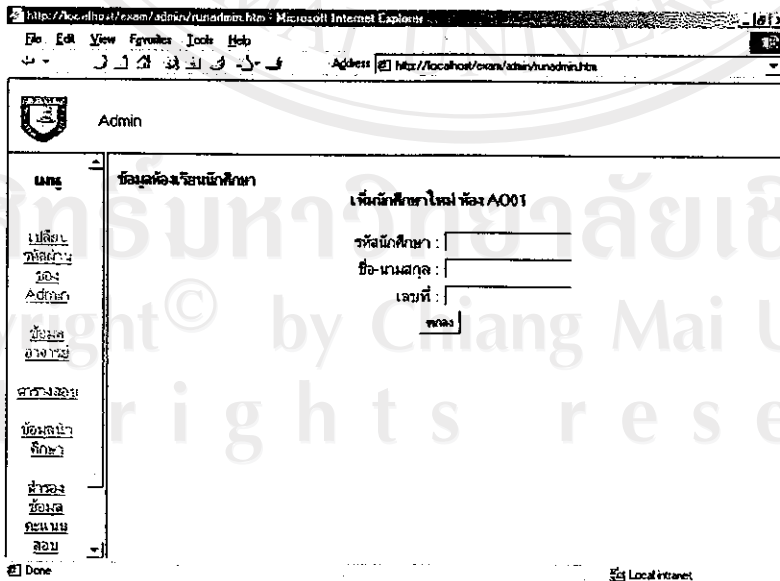 http://localhost/exam/admin/runadmin.htm - Microsoft Internet Explorer
File Edit View Favorites Tools Help
Address http://localhost/exam/admin/runadmin.htm
Admin
เมนู
เปลี่ยน
รหัสผ่าน
ของ
Admin
ข้อมูล
อาจารย์
ตารางสอบ
ข้อมูลนัก
ศึกษา
สำรอง
ข้อมูล
คะแนน
สอบ
ข้อมูลห้องเรียนนักศึกษา
เพิ่มนักศึกษาใหม่ ห้อง AO01
รหัสนักศึกษา :
ชื่อ-นามสกุล :
เลขที่ :
ตกลง
Done
Local intranet
by Chiang Mai U
rights rese